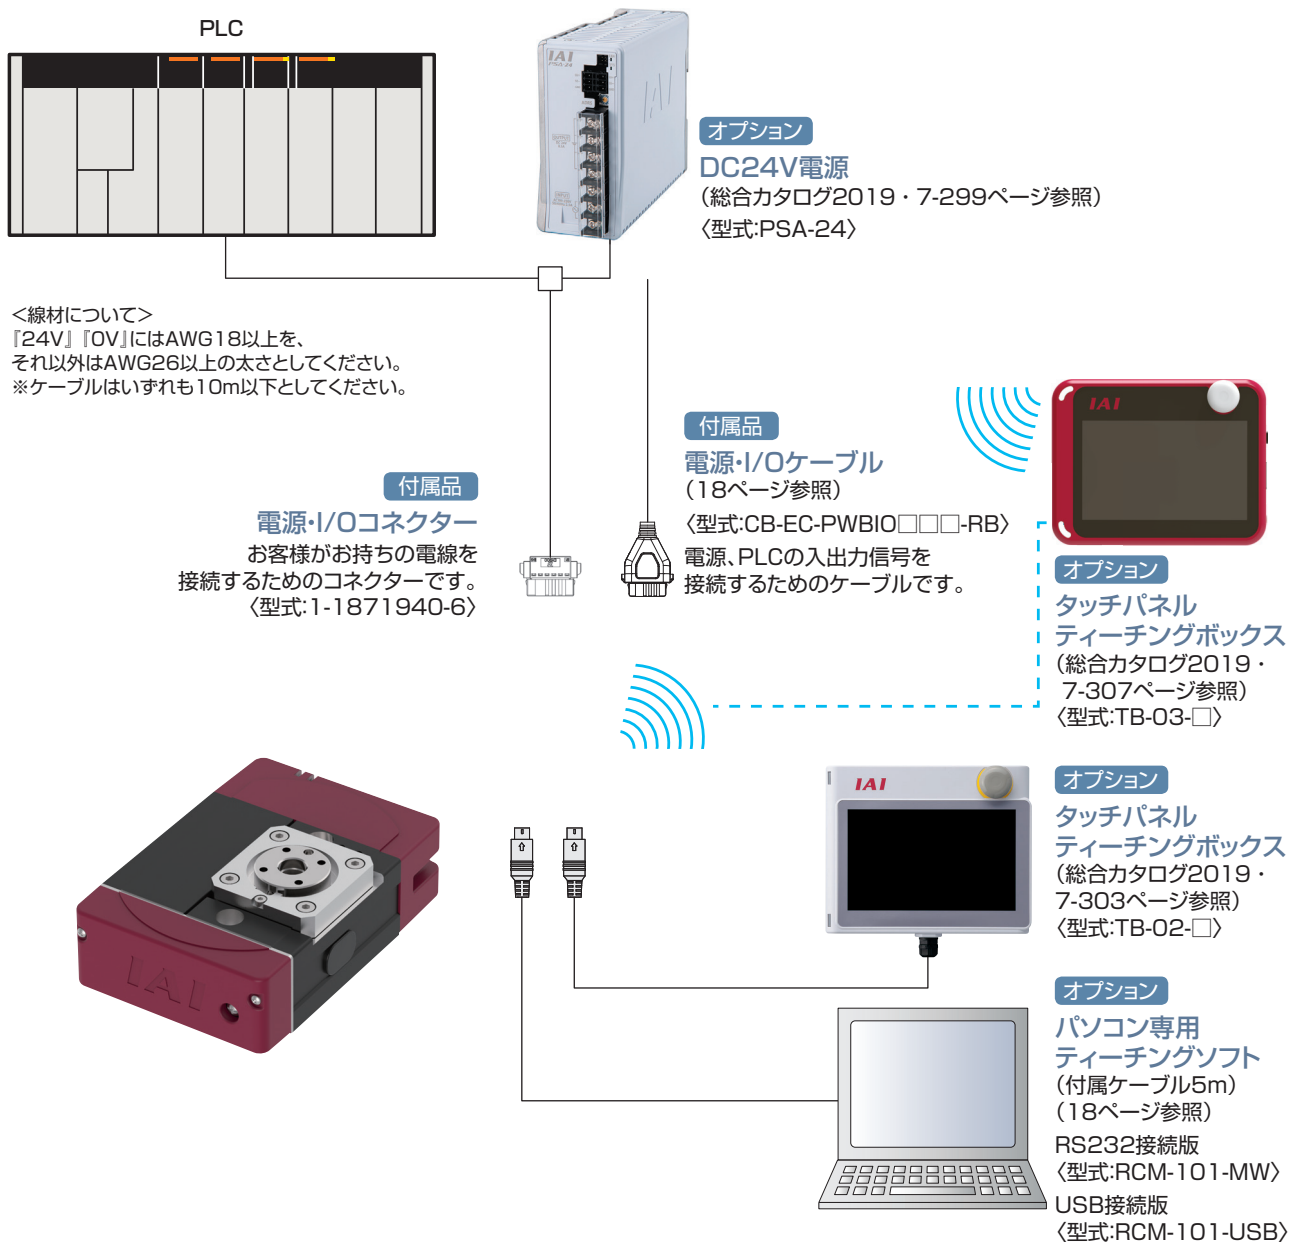 PLC
IAI
PSA-24
IAI
オプション
DC24V電源
(総合カタログ2019・7-299ページ参照)
〈型式:PSA-24〉
<線材について>
『24V』『0V』にはAWG18以上を、
それ以外はAWG26以上の太さとしてください。
※ケーブルはいずれも10m以下としてください。
付属品
電源・I/Oコネクター
お客様がお持ちの電線を
接続するためのコネクターです。
〈型式:1-1871940-6〉
付属品
電源・I/Oケーブル
(18ページ参照)
〈型式:CB-EC-PWBIO□□□-RB〉
電源、PLCの入出力信号を
接続するためのケーブルです。
IAI
オプション
タッチパネル
ティーチングボックス
(総合カタログ2019・
7-307ページ参照)
〈型式:TB-03-□〉
IAI
IAI
オプション
タッチパネル
ティーチングボックス
(総合カタログ2019・
7-303ページ参照)
〈型式:TB-02-□〉
オプション
パソコン専用
ティーチングソフト
(付属ケーブル5m)
(18ページ参照)
RS232接続版
〈型式:RCM-101-MW〉
USB接続版
〈型式:RCM-101-USB〉